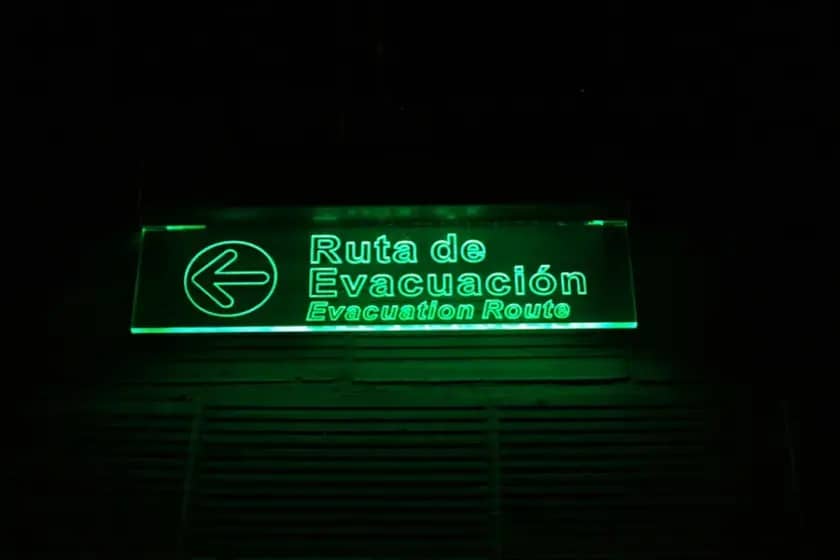 Ruta de
Evacuación
Evacuation Route